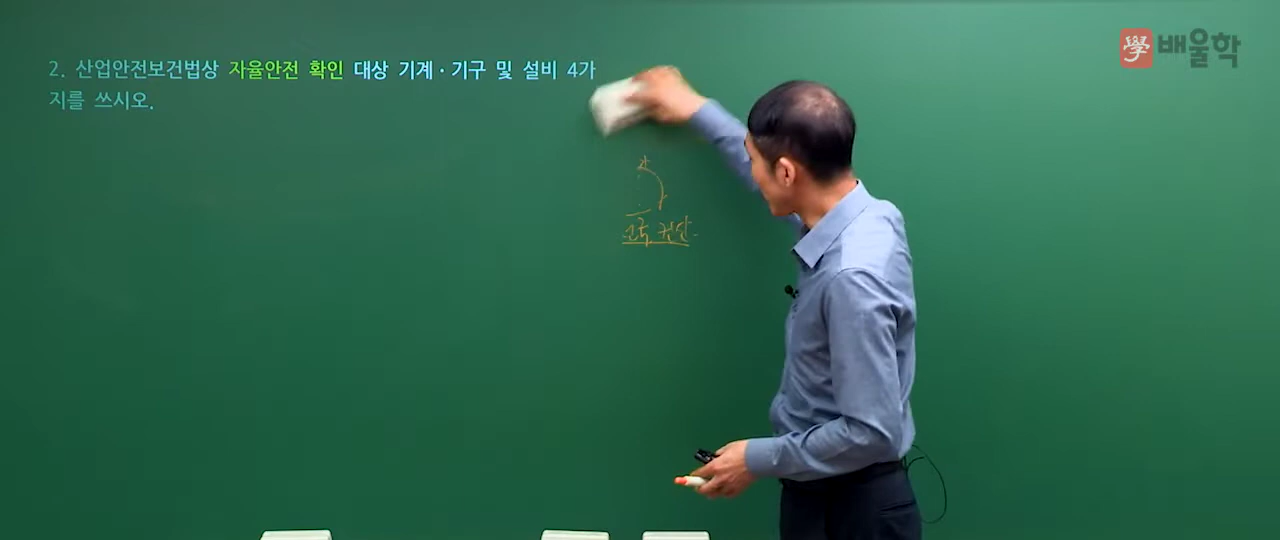 學 배울학
2. 산업안전보건법상 자율안전 확인 대상 기계·기구 및 설비 4가
지를 쓰시오.